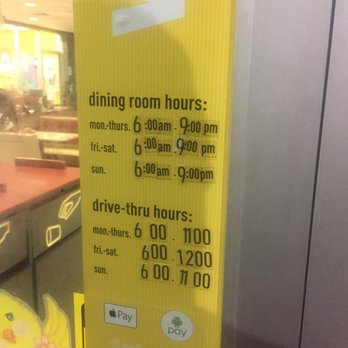 dining room hours:
mon.-thurs. 6:00am - 9:00 pm
fri.-sat. 6:00am - 9:00 pm
sun. 6:00am - 9:00pm
drive-thru hours:
mon.-thurs. 6 00 - 11 00
fri.-sat. 6 00 - 12 00
sun. 6 00 - 11 00
Pay
pay